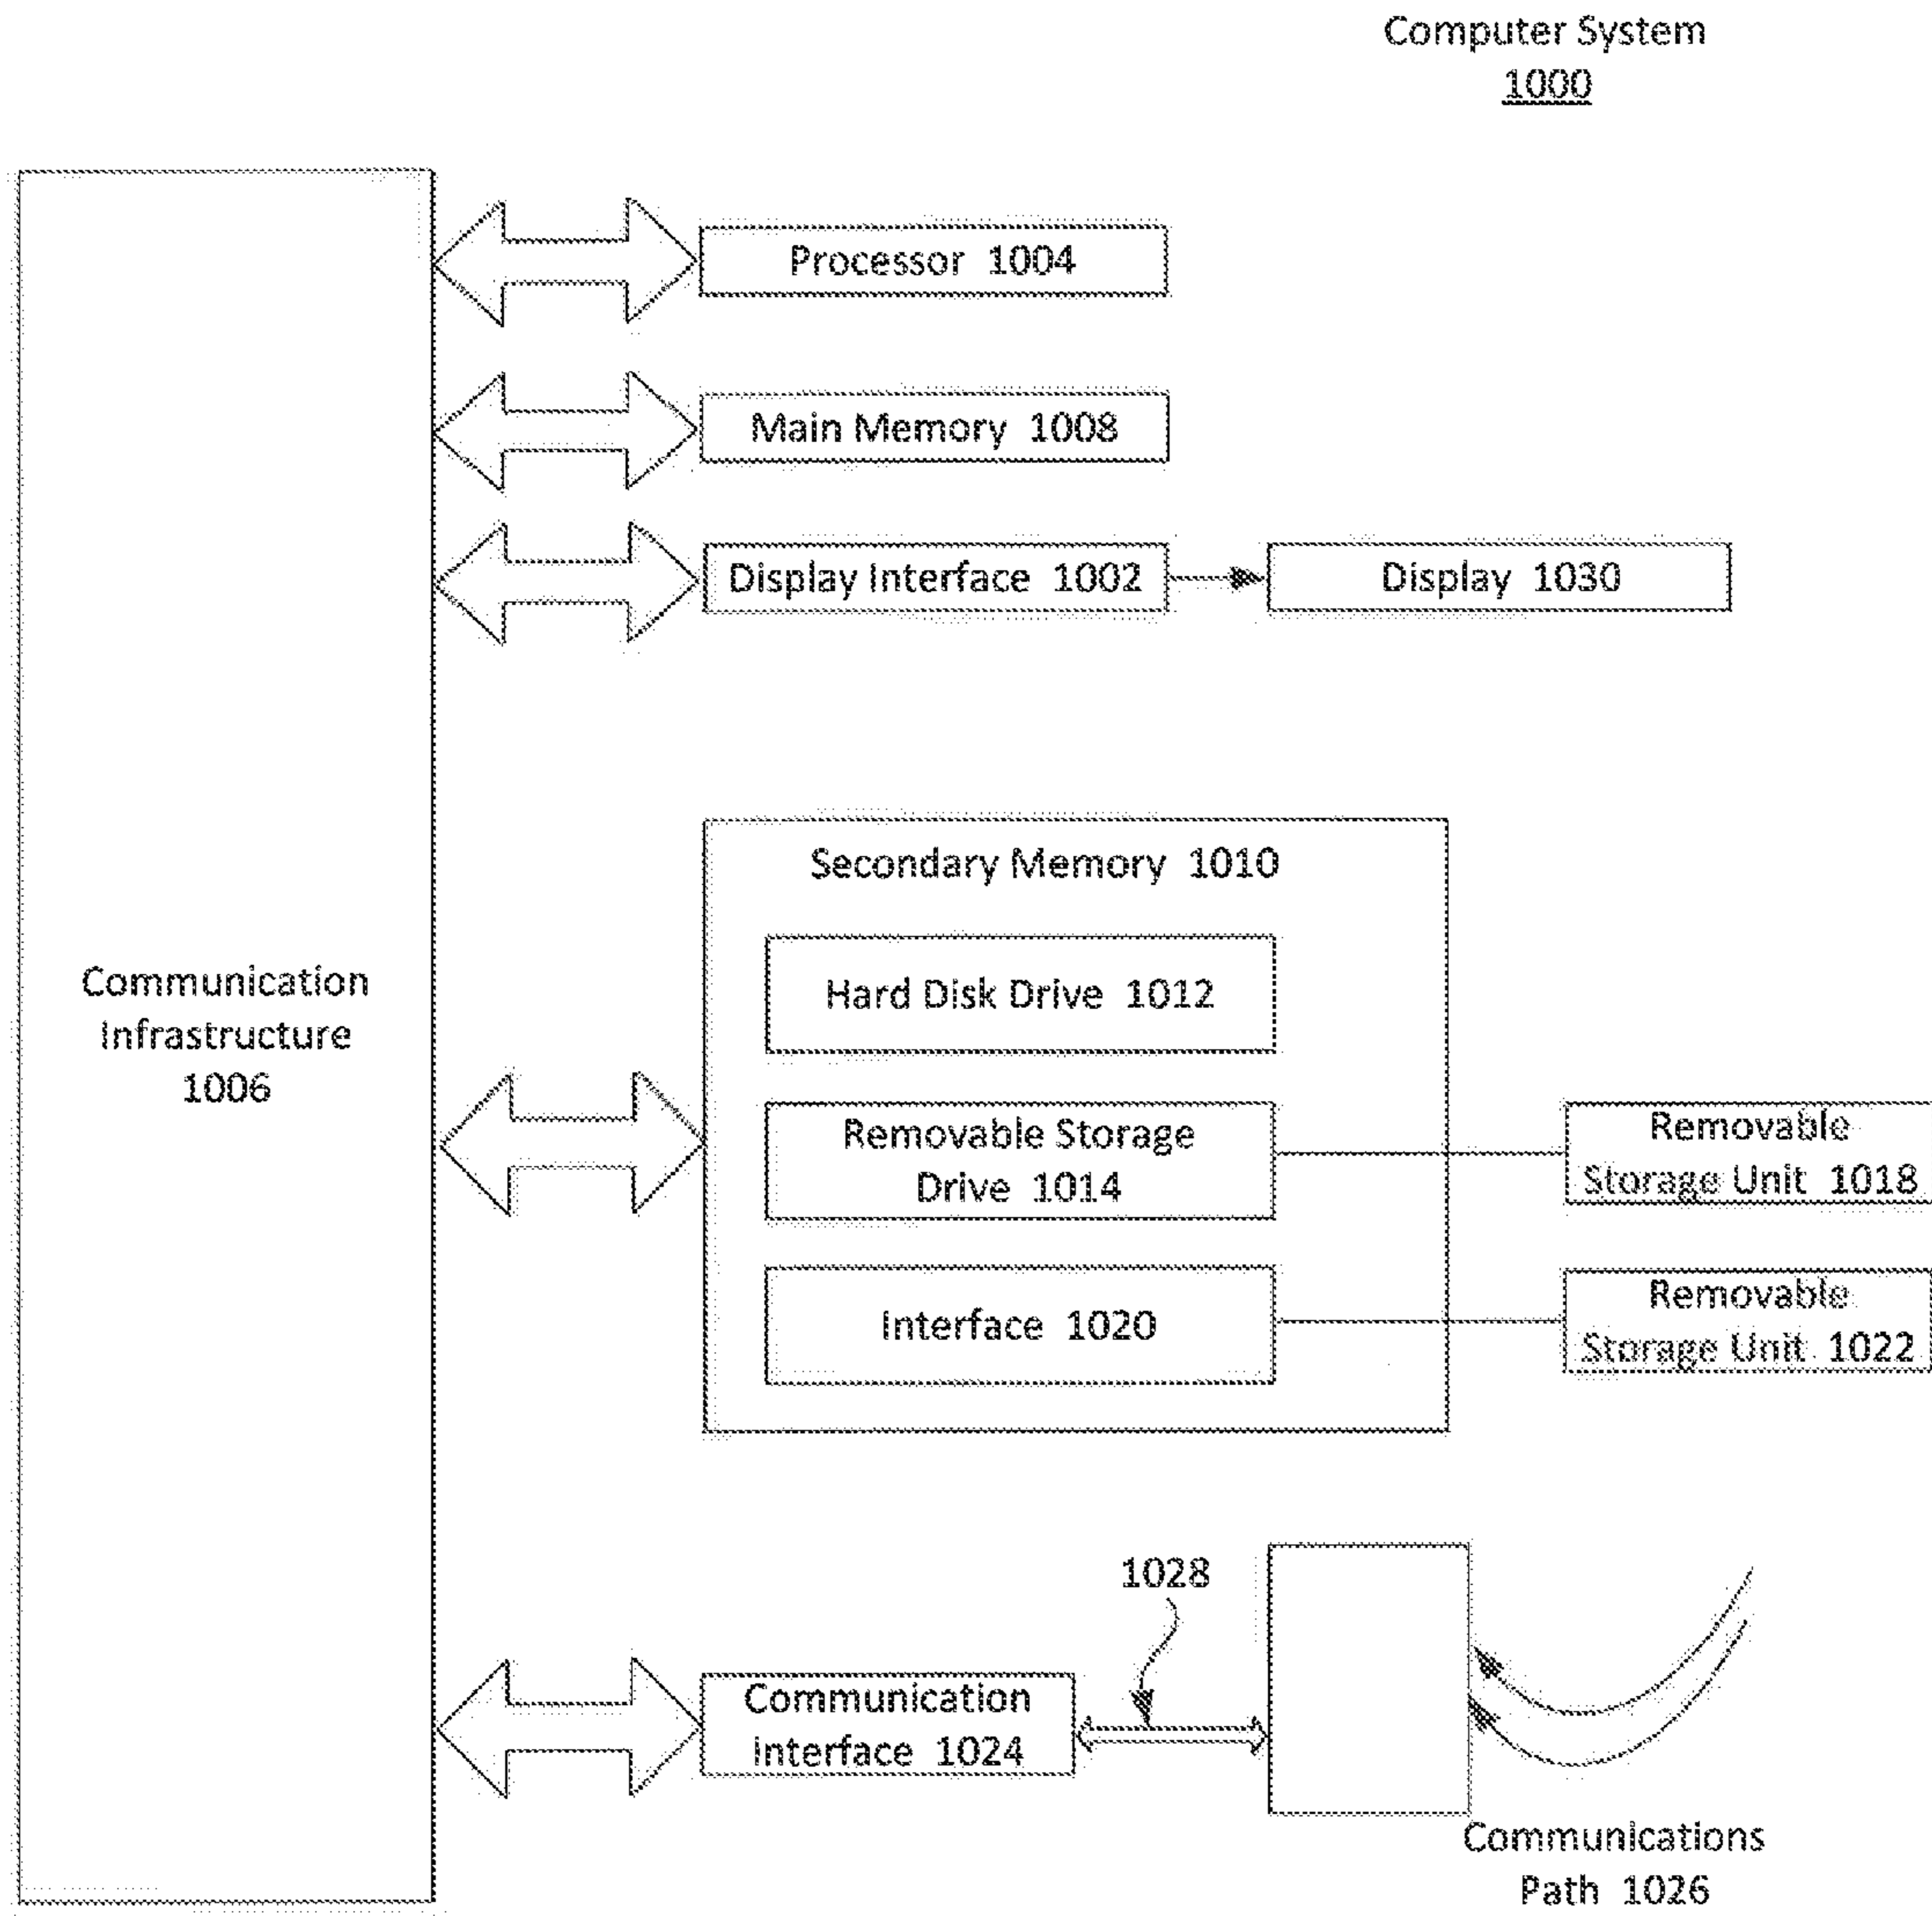 Computer System
1000
Processor 1004
Main Memory 1008
Display Interface 1002
Display 1030
Secondary Memory 1010
Hard Disk Drive 1012
Communication
Infrastructure
1006
Removable Storage
Drive 1014
Removable
Storage Unit 1018
Interface 1020
Removable
Storage Unit 1022
1028
Communication
Interface 1024
Communications
Path 1026